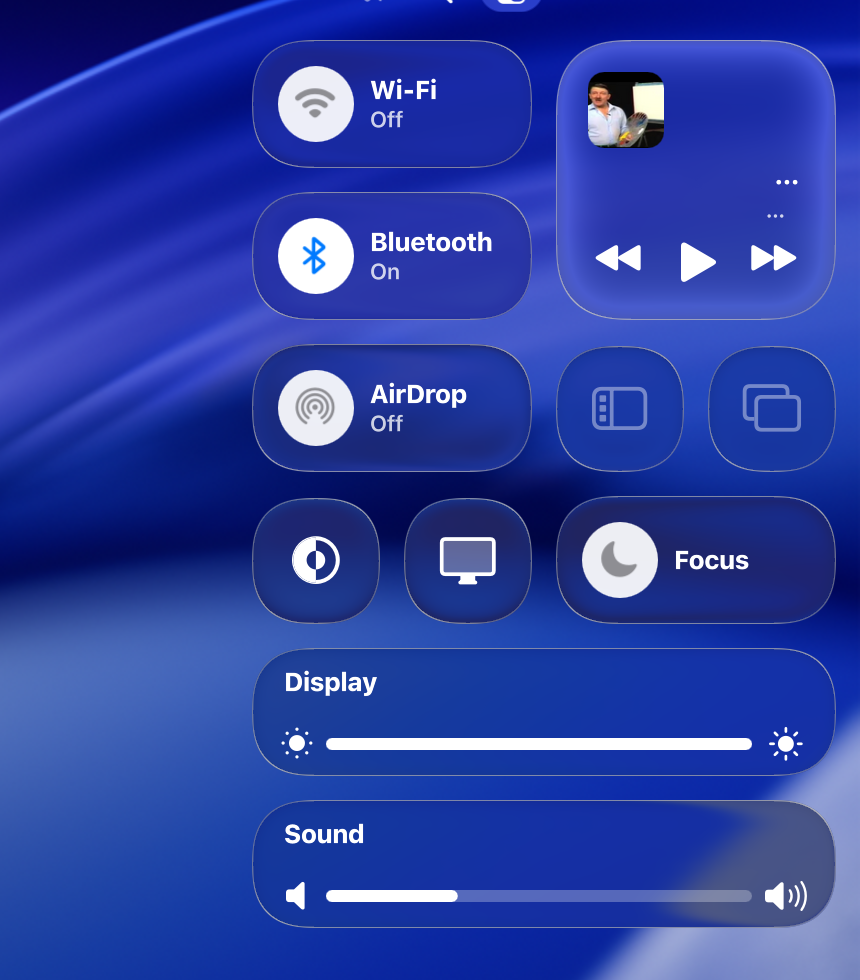 Wi-Fi
Off
Bluetooth
On
...
...
AirDrop
Off
Focus
Display
Sound